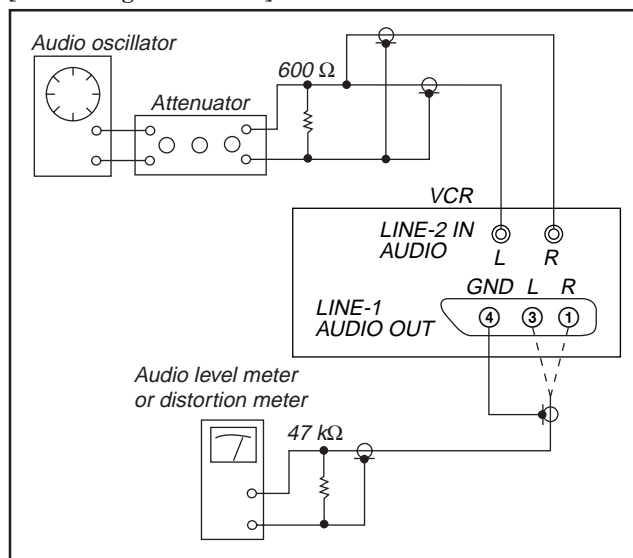 Audio oscillator
600 Ω
Attenuator
VCR
LINE-2 IN
AUDIO
L R
GND L R
LINE-1
AUDIO OUT
4 3 1
Audio level meter
or distortion meter
47 kΩ